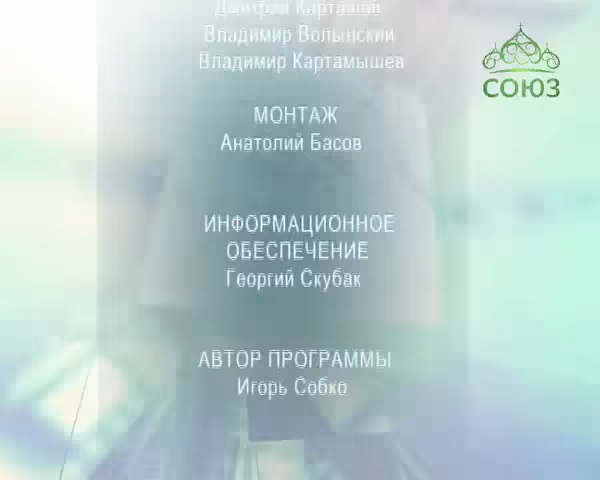 Владимир Волынский
Владимир Картамышев
СОЮЗ
МОНТАЖ
Анатолий Басов
ИНФОРМАЦИОННОЕ
ОБЕСПЕЧЕНИЕ
Георгий Скубак
АВТОР ПРОГРАММЫ
Игорь Собко